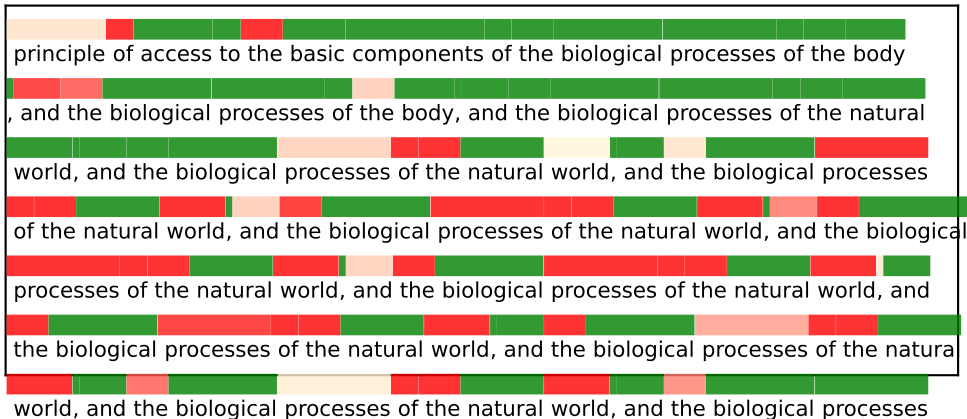 principle of access to the basic components of the biological processes of the body
, and the biological processes of the body, and the biological processes of the natural
world, and the biological processes of the natural world, and the biological processes
of the natural world, and the biological processes of the natural world, and the biological
processes of the natural world, and the biological processes of the natural world, and
the biological processes of the natural world, and the biological processes of the natura
world, and the biological processes of the natural world, and the biological processes